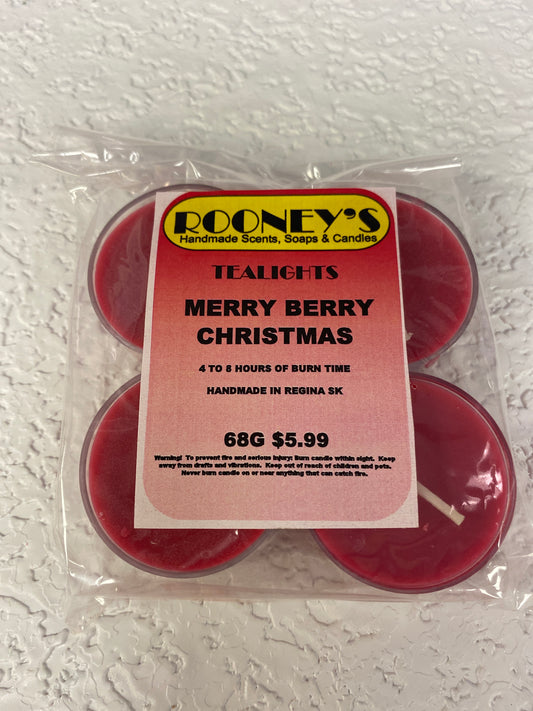 ROONEY'S
Handmade Scents, Soaps & Candles
TEALIGHTS
MERRY BERRY
CHRISTMAS
4 TO 8 HOURS OF BURN TIME
HANDMADE IN REGINA SK
68G $5.99
Warning! To prevent fire and serious injury: Burn candle within sight. Keep
away from drafts and vibrations. Keep out of reach of children and pets.
Never burn candle on or near anything that can catch fire.